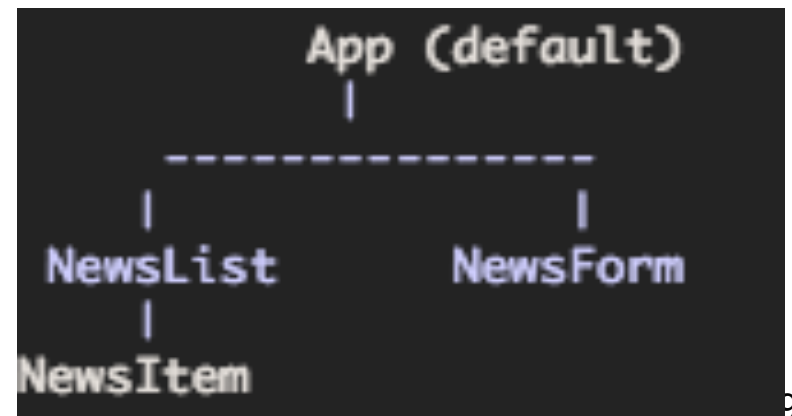 App (default)
|
---------------
| |
NewsList NewsForm
|
NewsItem